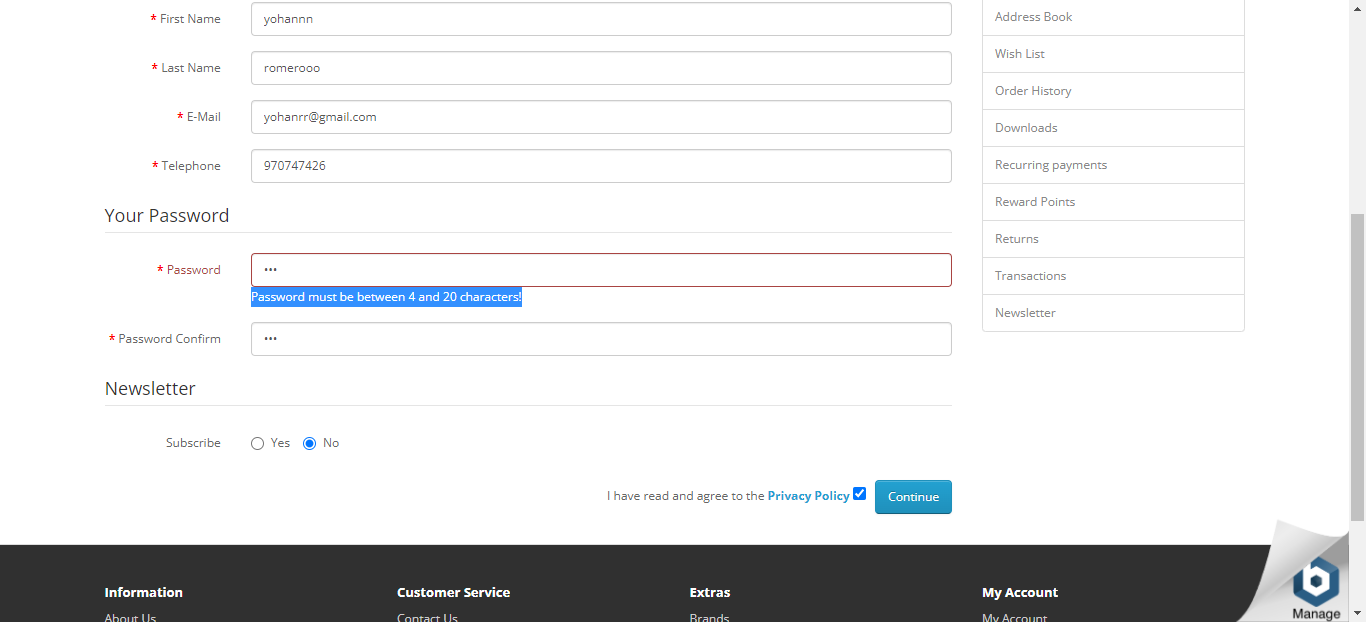 * First Name
yohannn
* Last Name
romerooo
* E-Mail
yohanrr@gmail.com
* Telephone
970747426
Your Password
* Password
•••
Password must be between 4 and 20 characters!
* Password Confirm
•••
Newsletter
Subscribe
Yes No
I have read and agree to the Privacy Policy
Continue
Address Book
Wish List
Order History
Downloads
Recurring payments
Reward Points
Returns
Transactions
Newsletter
Information
About Us
Customer Service
Contact Us
Extras
Brands
My Account
My Account
Manage